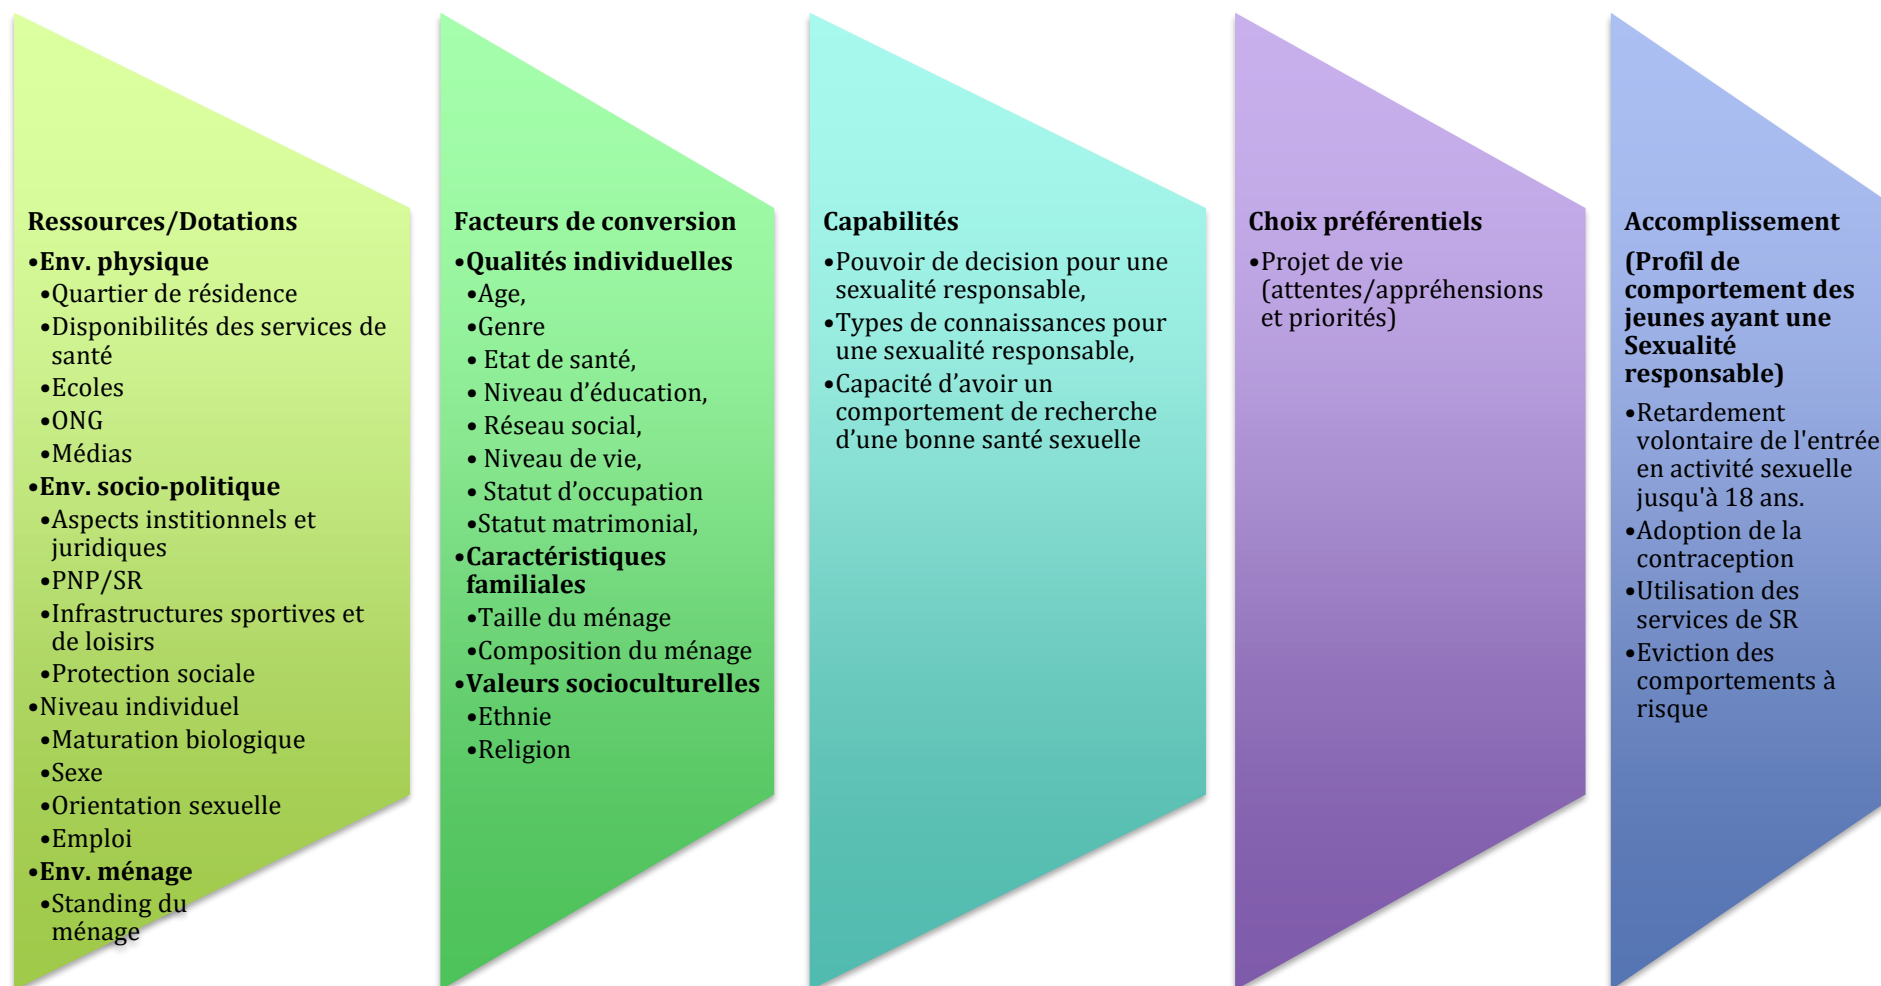 Ressources/Dotations
•Env. physique
•Quartier de résidence
•Disponibilités des services de
santé
•Ecoles
•ONG
•Médias
•Env. socio-politique
•Aspects institionnels et
juridiques
•PNP/SR
•Infrastructures sportives et
de loisirs
•Protection sociale
•Niveau individuel
•Maturation biologique
•Sexe
•Orientation sexuelle
•Emploi
•Env. ménage
•Standing du
ménage
Facteurs de conversion
•Qualités individuelles
•Age,
•Genre
• Etat de santé,
• Niveau d’éducation,
• Réseau social,
• Niveau de vie,
• Statut d’occupation
•Statut matrimonial,
•Caractéristiques
familiales
•Taille du ménage
•Composition du ménage
•Valeurs socioculturelles
•Ethnie
•Religion
Capabilités
•Pouvoir de decision pour une
sexualité responsable,
•Types de connaissances pour
une sexualité responsable,
•Capacité d’avoir un
comportement de recherche
d’une bonne santé sexuelle
Choix préférentiels
•Projet de vie
(attentes/appréhensions
et priorités)
Accomplissement
(Profil de
comportement des
jeunes ayant une
Sexualité
responsable)
•Retardement
volontaire de l'entrée
en activité sexuelle
jusqu'à 18 ans.
•Adoption de la
contraception
•Utilisation des
services de SR
•Eviction des
comportements à
risque